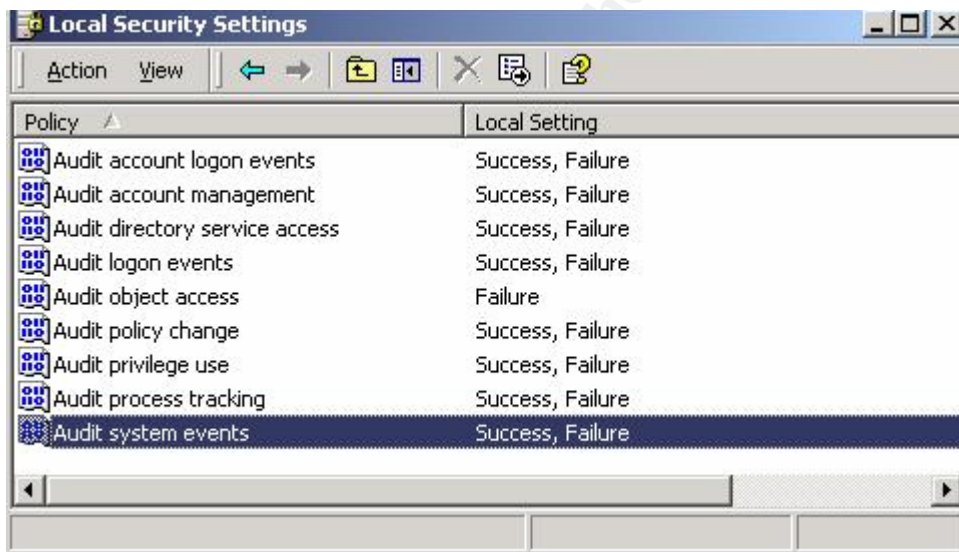 Local Security Settings
Action View
Policy Local Setting
Audit account logon events Success, Failure
Audit account management Success, Failure
Audit directory service access Success, Failure
Audit logon events Success, Failure
Audit object access Failure
Audit policy change Success, Failure
Audit privilege use Success, Failure
Audit process tracking Success, Failure
Audit system events Success, Failure